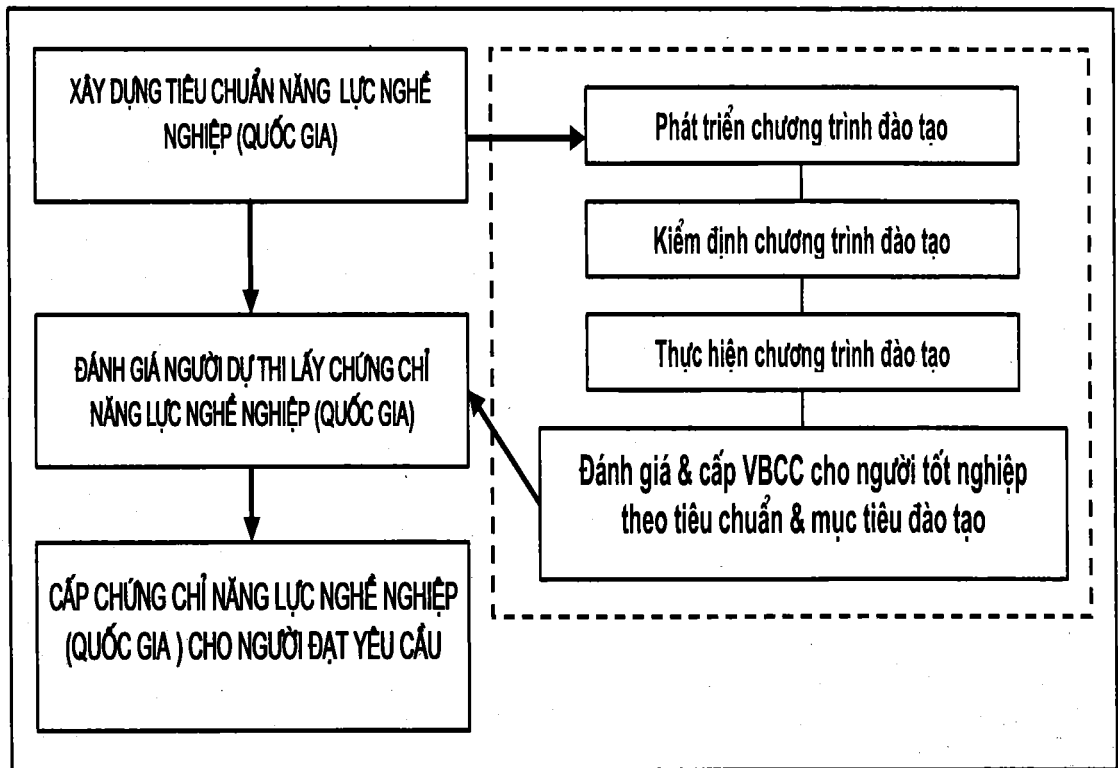 XÂY DỰNG TIÊU CHUẨN NĂNG LỰC NGHỀ
NGHIỆP (QUỐC GIA)
Phát triển chương trình đào tạo
Kiểm định chương trình đào tạo
Thực hiện chương trình đào tạo
ĐÁNH GIÁ NGƯỜI DỰ THI LẤY CHỨNG CHỈ
NĂNG LỰC NGHỀ NGHIỆP (QUỐC GIA)
Đánh giá & cấp VBCC cho người tốt nghiệp
theo tiêu chuẩn & mục tiêu đào tạo
CẤP CHỨNG CHỈ NĂNG LỰC NGHỀ NGHIỆP
(QUỐC GIA ) CHO NGƯỜI ĐẠT YÊU CẦU